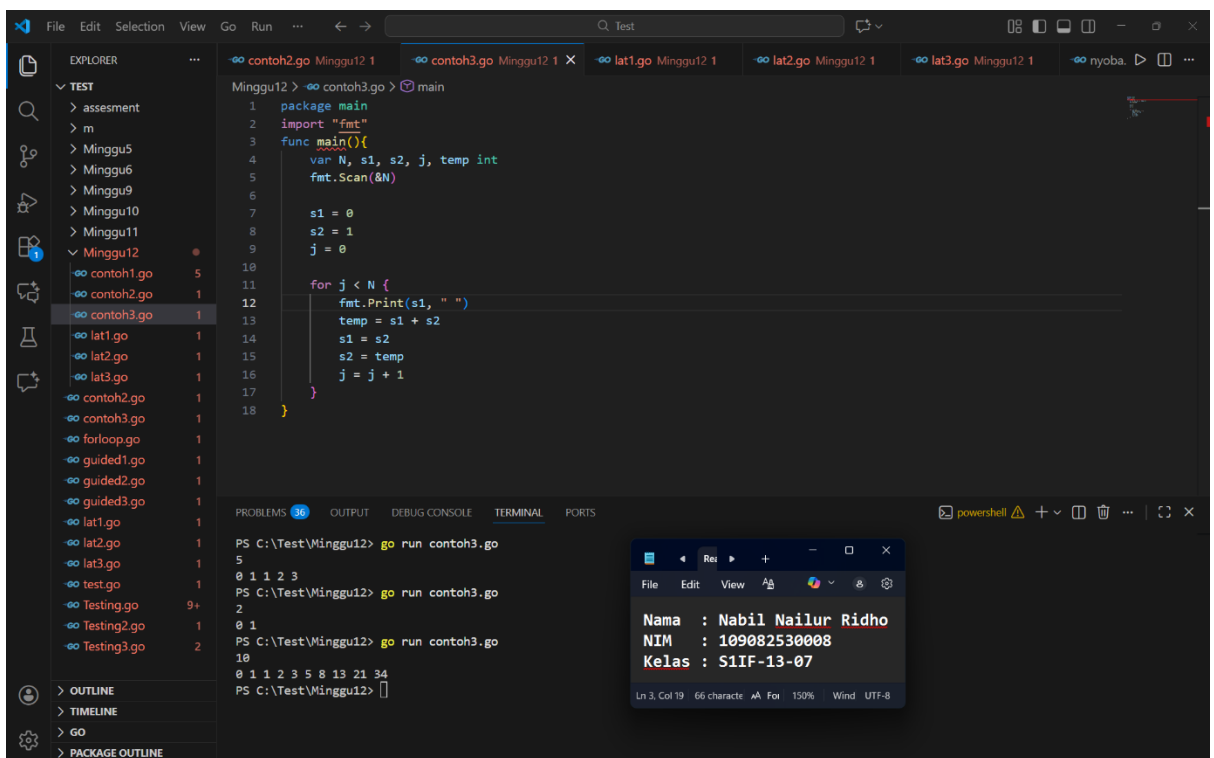 File Edit Selection View Go Run ··· ← → Test
EXPLORER ···
TEST
assesment
m
Minggu5
Minggu6
Minggu9
Minggu10
Minggu11
Minggu12
contoh1.go 5
contoh2.go 1
contoh3.go 1
lat1.go 1
lat2.go 1
lat3.go 1
contoh2.go 1
contoh3.go 1
forloop.go 1
guided1.go 1
guided2.go 1
guided3.go 1
lat1.go 1
lat2.go 1
lat3.go 1
test.go 1
Testing.go 9+
Testing2.go 1
Testing3.go 2
OUTLINE
TIMELINE
GO
PACKAGE OUTLINE
1
contoh2.go Minggu12 1 contoh3.go Minggu12 1 lat1.go Minggu12 1 lat2.go Minggu12 1 lat3.go Minggu12 1 nyoba.
Minggu12 > contoh3.go > main
1 package main
2 import "fmt"
3 func main(){
4 var N, s1, s2, j, temp int
5 fmt.Scan(&N)
6
7 s1 = 0
8 s2 = 1
9 j = 0
10
11 for j < N {
12 fmt.Print(s1, " ")
13 temp = s1 + s2
14 s1 = s2
15 s2 = temp
16 j = j + 1
17 }
18 }
PROBLEMS 36 OUTPUT DEBUG CONSOLE TERMINAL PORTS powershell
PS C:\Test\Minggu12> go run contoh3.go
5
0 1 1 2 3
PS C:\Test\Minggu12> go run contoh3.go
2
0 1
PS C:\Test\Minggu12> go run contoh3.go
10
0 1 1 2 3 5 8 13 21 34
PS C:\Test\Minggu12>
Rea
File Edit View
Nama : Nabil Nailur Ridho
NIM : 109082530008
Kelas : S1IF-13-07
Ln 3, Col 19 66 characte For 150% Wind UTF-8